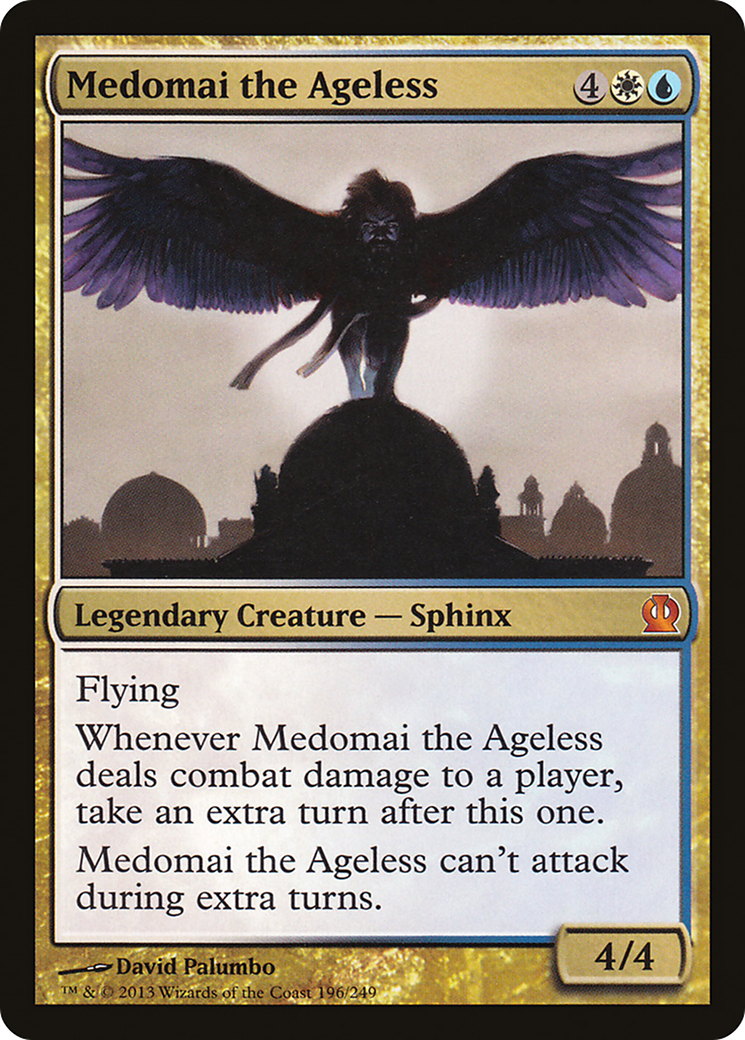 Medomai the Ageless 4
Legendary Creature — Sphinx
Flying
Whenever Medomai the Ageless
deals combat damage to a player,
take an extra turn after this one.
Medomai the Ageless can't attack
during extra turns.
4/4
David Palumbo
™ & © 2013 Wizards of the Coast 196/249